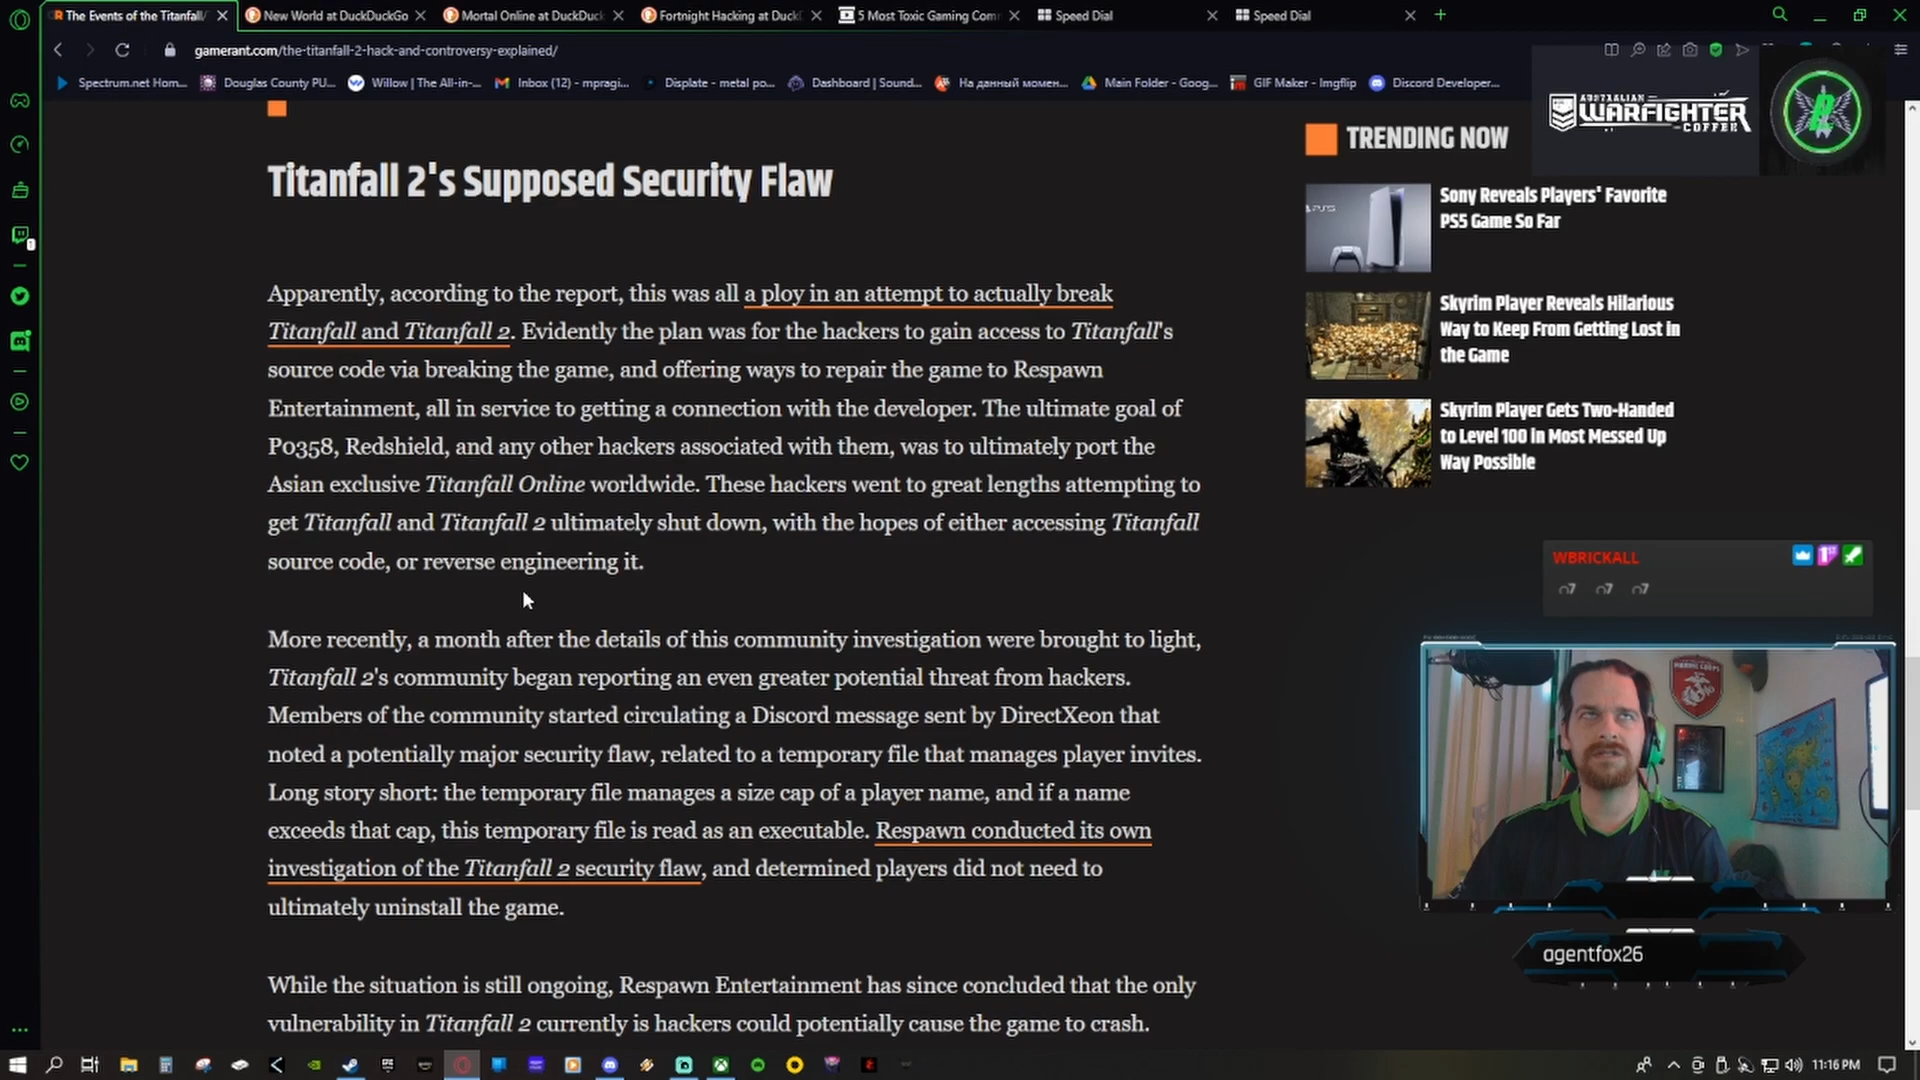 The Events of the Titanfall
New World at DuckDuckGo
Mortal Online at DuckDuck
Fortnight Hacking at Duck
5 Most Toxic Gaming Com
Speed Dial
Speed Dial
gamerant.com/the-titanfall-2-hack-and-controversy-explained/
Spectrum.net Hom...
Douglas County PU...
Willow | The All-in-...
Inbox (12) - mpragi...
Displate - metal po...
Dashboard | Sound...
На данный момен...
Main Folder - Goog...
GIF Maker - Imgflip
Discord Developer...
AUSTRALIAN
WARFIGHTER
COFFEE
TRENDING NOW
Titanfall 2's Supposed Security Flaw
Sony Reveals Players' Favorite
PS5 Game So Far
Skyrim Player Reveals Hilarious
Way to Keep From Getting Lost in
the Game
Skyrim Player Gets Two-Handed
to Level 100 in Most Messed Up
Way Possible
Apparently, according to the report, this was all a ploy in an attempt to actually break
Titanfall and Titanfall 2. Evidently the plan was for the hackers to gain access to Titanfall's
source code via breaking the game, and offering ways to repair the game to Respawn
Entertainment, all in service to getting a connection with the developer. The ultimate goal of
P0358, Redshield, and any other hackers associated with them, was to ultimately port the
Asian exclusive Titanfall Online worldwide. These hackers went to great lengths attempting to
get Titanfall and Titanfall 2 ultimately shut down, with the hopes of either accessing Titanfall
source code, or reverse engineering it.
WBRICKALL
o7 o7 o7
More recently, a month after the details of this community investigation were brought to light,
Titanfall 2's community began reporting an even greater potential threat from hackers.
Members of the community started circulating a Discord message sent by DirectXeon that
noted a potentially major security flaw, related to a temporary file that manages player invites.
Long story short: the temporary file manages a size cap of a player name, and if a name
exceeds that cap, this temporary file is read as an executable. Respawn conducted its own
investigation of the Titanfall 2 security flaw, and determined players did not need to
ultimately uninstall the game.
agentfox26
While the situation is still ongoing, Respawn Entertainment has since concluded that the only
vulnerability in Titanfall 2 currently is hackers could potentially cause the game to crash.
11:16 PM